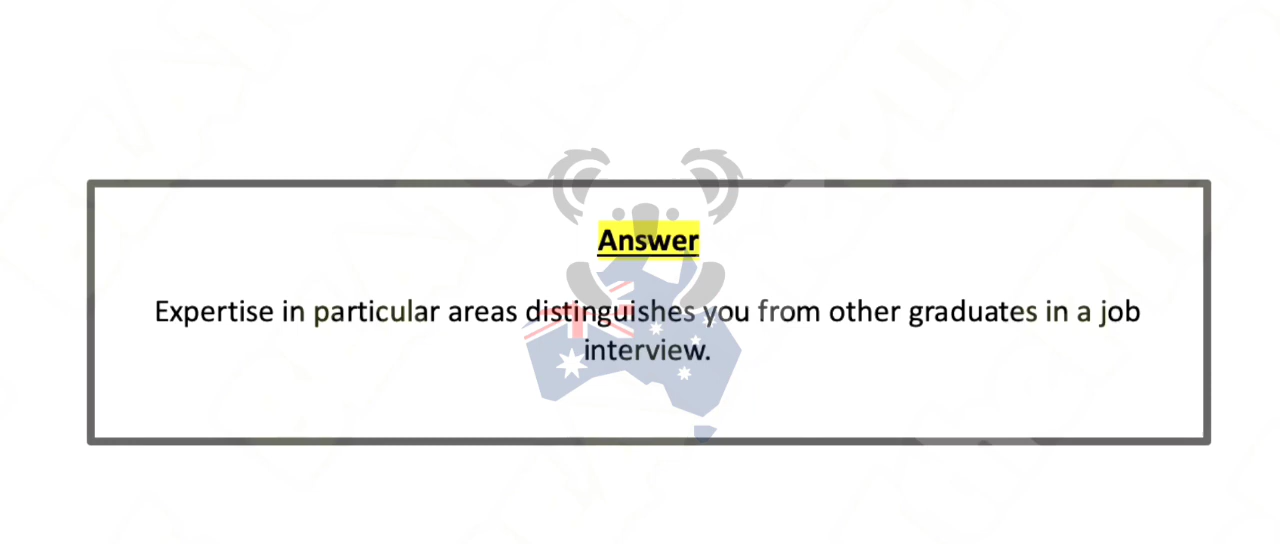 Answer
Expertise in particular areas distinguishes you from other graduates in a job
interview.